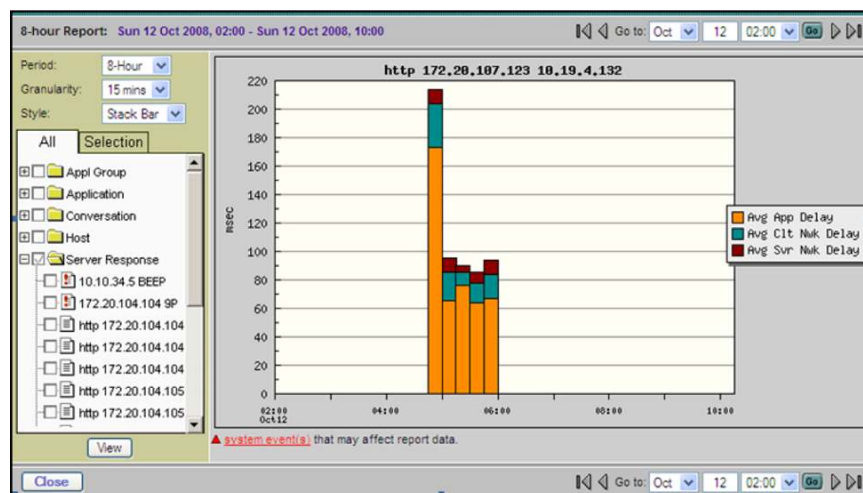 8-hour Report: Sun 12 Oct 2008, 02:00 - Sun 12 Oct 2008, 10:00
Go to: Oct 12 02:00 Go
Period: 8-Hour
Granularity: 15 mins
Style: Stack Bar
All Selection
Appl Group
Application
Conversation
Host
Server Response
10.10.34.5 BEEP
172.20.104.104 9P
http 172.20.104.104
http 172.20.104.104
http 172.20.104.104
http 172.20.104.105
http 172.20.104.105
View
http 172.20.107.123 10.19.4.132
220
200
180
160
140
120
100
80
60
40
20
0
msec
02:00 04:00 06:00 08:00 10:00
Oct12
Avg App Delay
Avg Clt Nwk Delay
Avg Svr Nwk Delay
system event(s) that may affect report data.
Close
Go to: Oct 12 02:00 Go